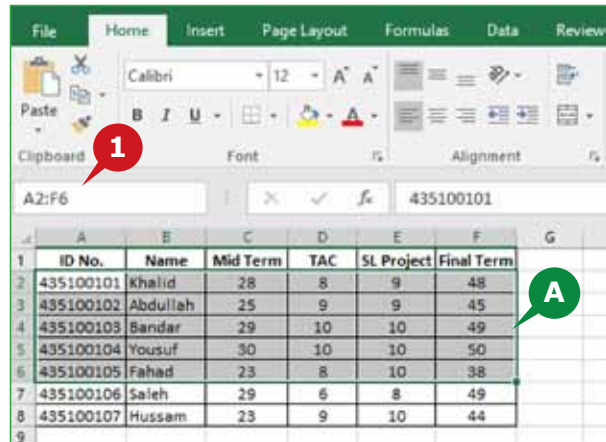 File Home Insert Page Layout Formulas Data Review
Calibri 12 A A
Paste
B I U A
Clipboard Font Alignment
1
A2:F6 fx 435100101
A B C D E F G
1 ID No. Name Mid Term TAC SL Project Final Term
2 435100101 Khalid 28 8 9 48
3 435100102 Abdullah 25 9 9 45
4 435100103 Bandar 29 10 10 49
5 435100104 Yousuf 30 10 10 50
6 435100105 Fahad 23 8 10 38
7 435100106 Saleh 29 6 8 49
8 435100107 Hussam 23 9 10 44
9
A